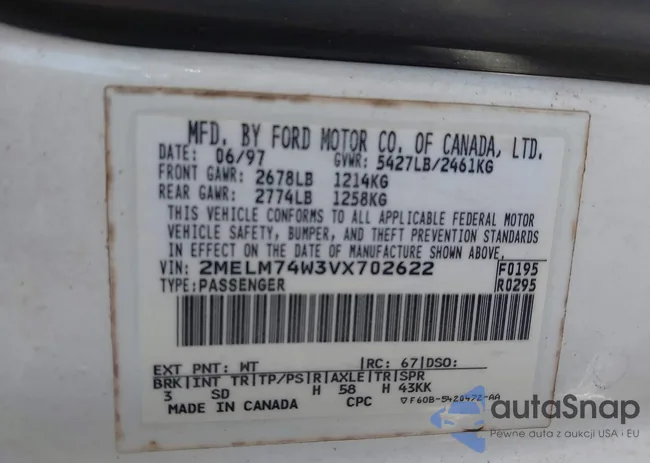 MFD. BY FORD MOTOR CO. OF CANADA, LTD.
DATE: 06/97 GVWR: 5427LB/2461KG
FRONT GAWR: 2678LB 1214KG
REAR GAWR: 2774LB 1258KG
THIS VEHICLE CONFORMS TO ALL APPLICABLE FEDERAL MOTOR
VEHICLE SAFETY, BUMPER, AND THEFT PREVENTION STANDARDS
IN EFFECT ON THE DATE OF MANUFACTURE SHOWN ABOVE.
VIN: 2MELM74W3VX702622 F0195
TYPE: PASSENGER R0295
EXT PNT: WT |RC: 67|DSO:
BRK|INT TR|TP/PS|R|AXLE|TR|SPR
3 SD H 58 H 43KK
MADE IN CANADA CPC ▽F60B-5420472-AA
autaSnap
Pewne auta z aukcji USA i EU